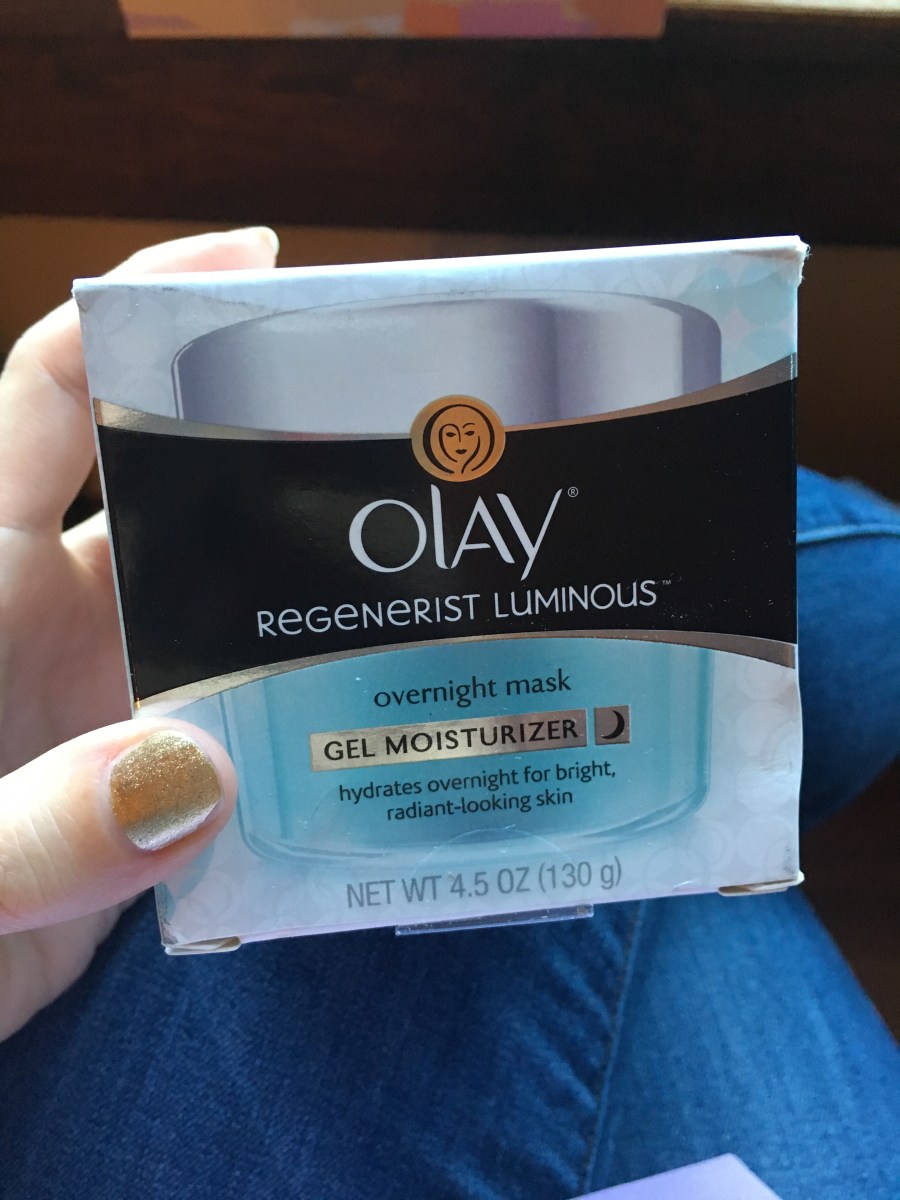 OLAY®
REGENERIST LUMINOUS™
overnight mask
GEL MOISTURIZER
hydrates overnight for bright,
radiant-looking skin
NET WT 4.5 OZ (130 g)